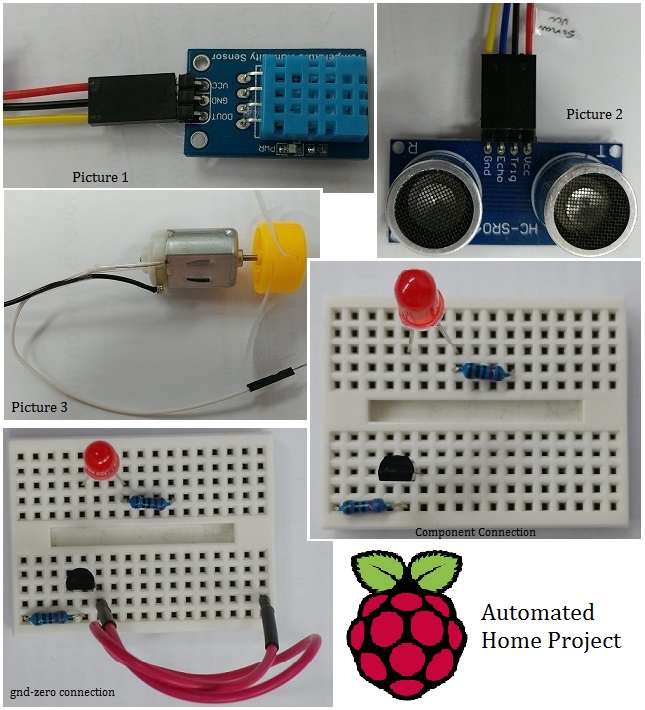 Temperature Humidity Sensor
VCC
GND
DOUT
PWR
Picture 1
Sonar
Vcc
Picture 2
R
T
Gnd
Echo
Trig
Vcc
HC-SR04
Picture 3
Component Connection
gnd-zero connection
Automated
Home Project